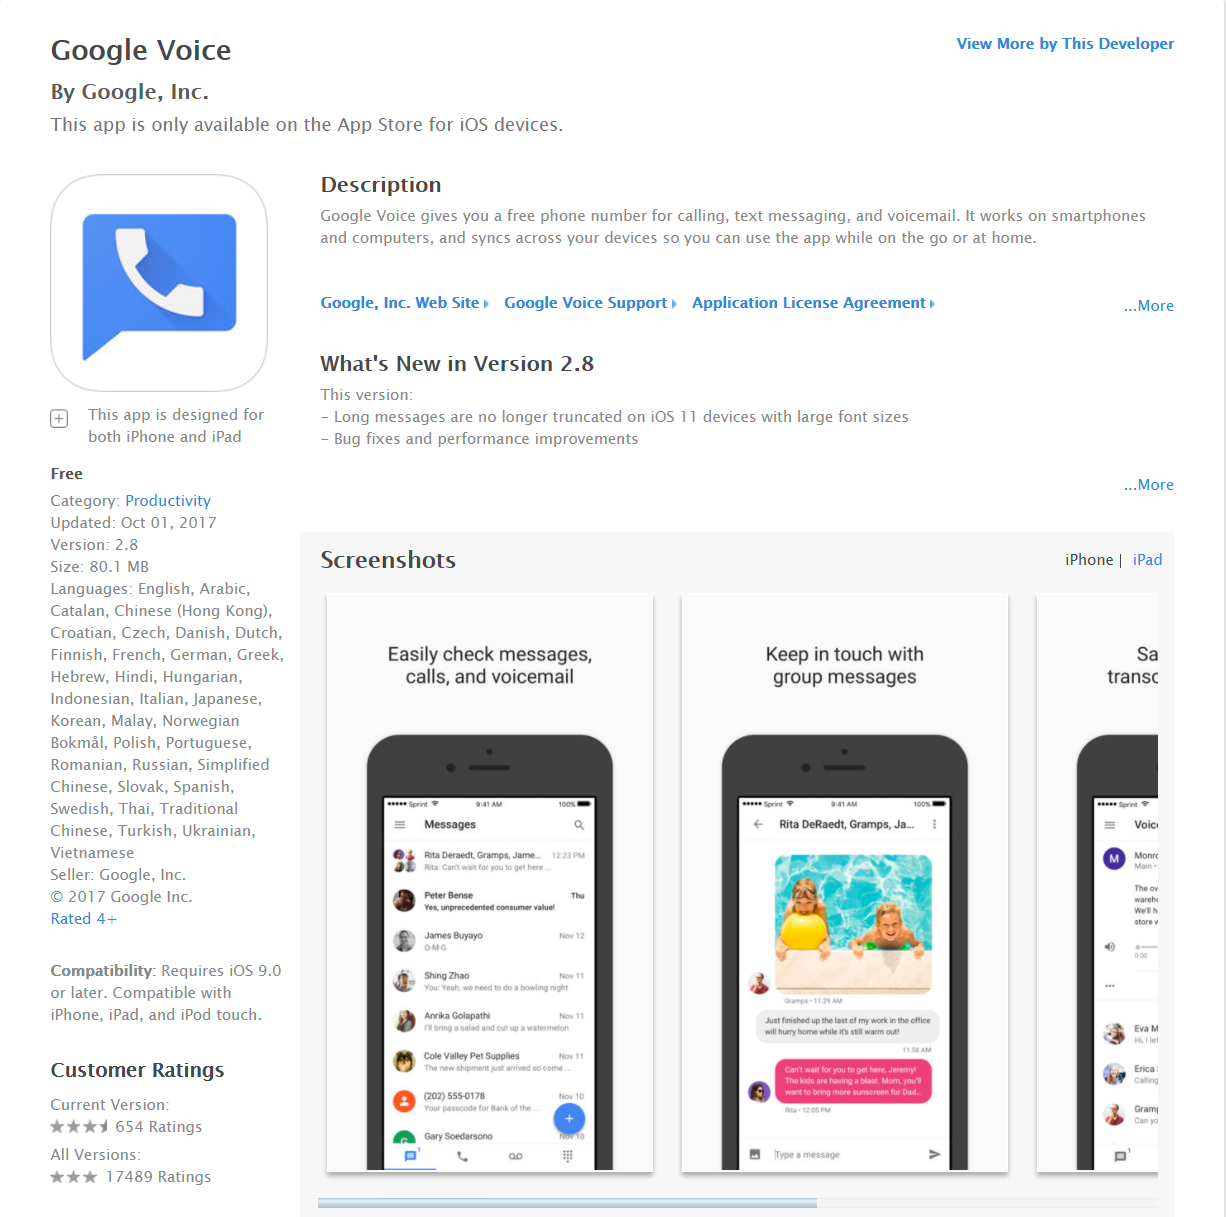 Google Voice
View More by This Developer
By Google, Inc.
This app is only available on the App Store for iOS devices.
This app is designed for
both iPhone and iPad
Free
Category: Productivity
Updated: Oct 01, 2017
Version: 2.8
Size: 80.1 MB
Languages: English, Arabic,
Catalan, Chinese (Hong Kong),
Croatian, Czech, Danish, Dutch,
Finnish, French, German, Greek,
Hebrew, Hindi, Hungarian,
Indonesian, Italian, Japanese,
Korean, Malay, Norwegian
Bokmål, Polish, Portuguese,
Romanian, Russian, Simplified
Chinese, Slovak, Spanish,
Swedish, Thai, Traditional
Chinese, Turkish, Ukrainian,
Vietnamese
Seller: Google, Inc.
© 2017 Google Inc.
Rated 4+
Compatibility: Requires iOS 9.0
or later. Compatible with
iPhone, iPad, and iPod touch.
Customer Ratings
Current Version:
654 Ratings
All Versions:
17489 Ratings
Description
Google Voice gives you a free phone number for calling, text messaging, and voicemail. It works on smartphones
and computers, and syncs across your devices so you can use the app while on the go or at home.
Google, Inc. Web Site Google Voice Support Application License Agreement
...More
What's New in Version 2.8
This version:
- Long messages are no longer truncated on iOS 11 devices with large font sizes
- Bug fixes and performance improvements
...More
Screenshots
iPhone | iPad
Easily check messages,
calls, and voicemail
Sprint 9:41 AM 100%
Messages
Rita Deraedt, Gramps, Jame... 12:23 PM
Rita: Can't wait for you to get here ...
Peter Bense Thu
Yes, unprecedented consumer value!
James Buyayo Nov 12
O-M-G
Shing Zhao Nov 11
You: Yeah, we need to do a bowling night
Anrika Golapathi Nov 11
I'll bring a salad and cut up a watermelon
Cole Valley Pet Supplies Nov 11
The new shipment just arrived so come ...
(202) 555-0178 Nov 10
Your passcode for Bank of the ...
G Gary Soedarsono Nov 10
1
Keep in touch with
group messages
Sprint 9:41 AM 100%
Rita DeRaedt, Gramps, Ja...
Gramps • 11:29 AM
Just finished up the last of my work in the office
will hurry home while it's still warm out!
11:58 AM
Can't wait for you to get here, Jeremy!
The kids are having a blast. Mom, you'll
want to bring more sunscreen for Dad...
Rita • 12:05 PM
Type a message
Sa
transc
Sprint
Voic
M Monro
Main •
The ov
wareho
We'll h
store w
0:00
Eva M
Hi, I lef
Erica S
Calling
Gramp
Can yo
1